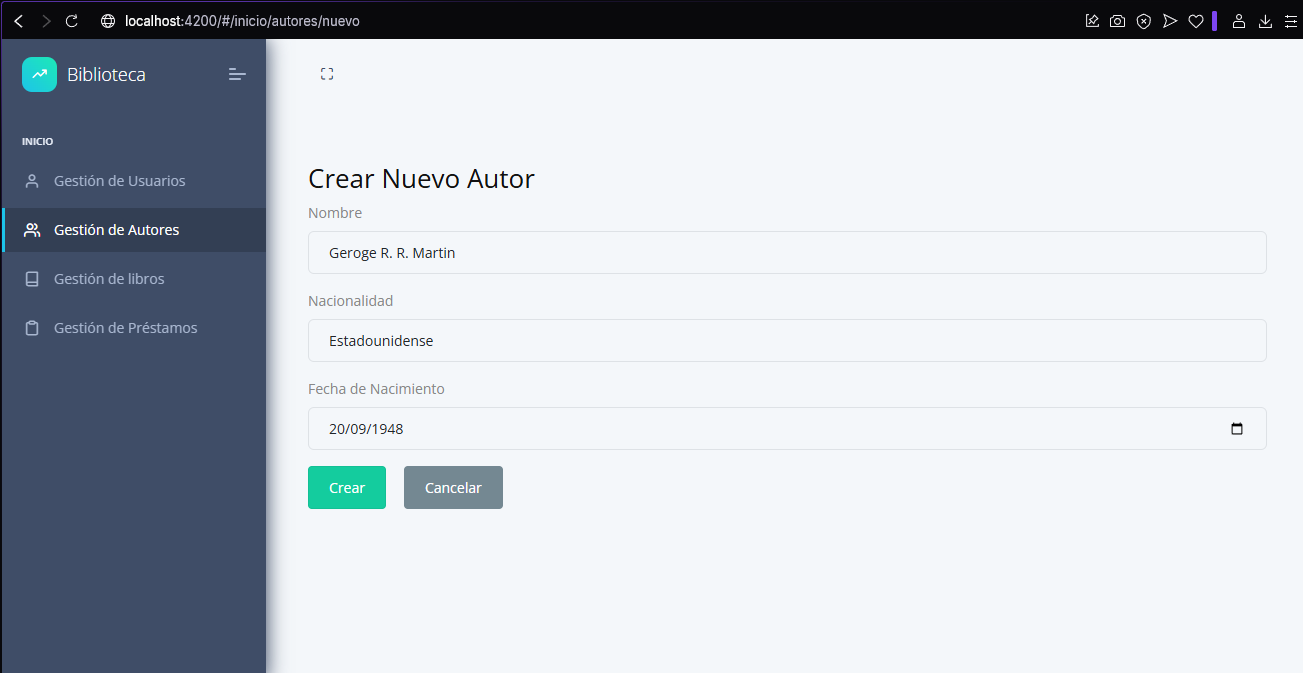 localhost:4200/#/inicio/autores/nuevo
Biblioteca
INICIO
Gestión de Usuarios
Gestión de Autores
Gestión de libros
Gestión de Préstamos
Crear Nuevo Autor
Nombre
Geroge R. R. Martin
Nacionalidad
Estadounidense
Fecha de Nacimiento
20/09/1948
Crear Cancelar